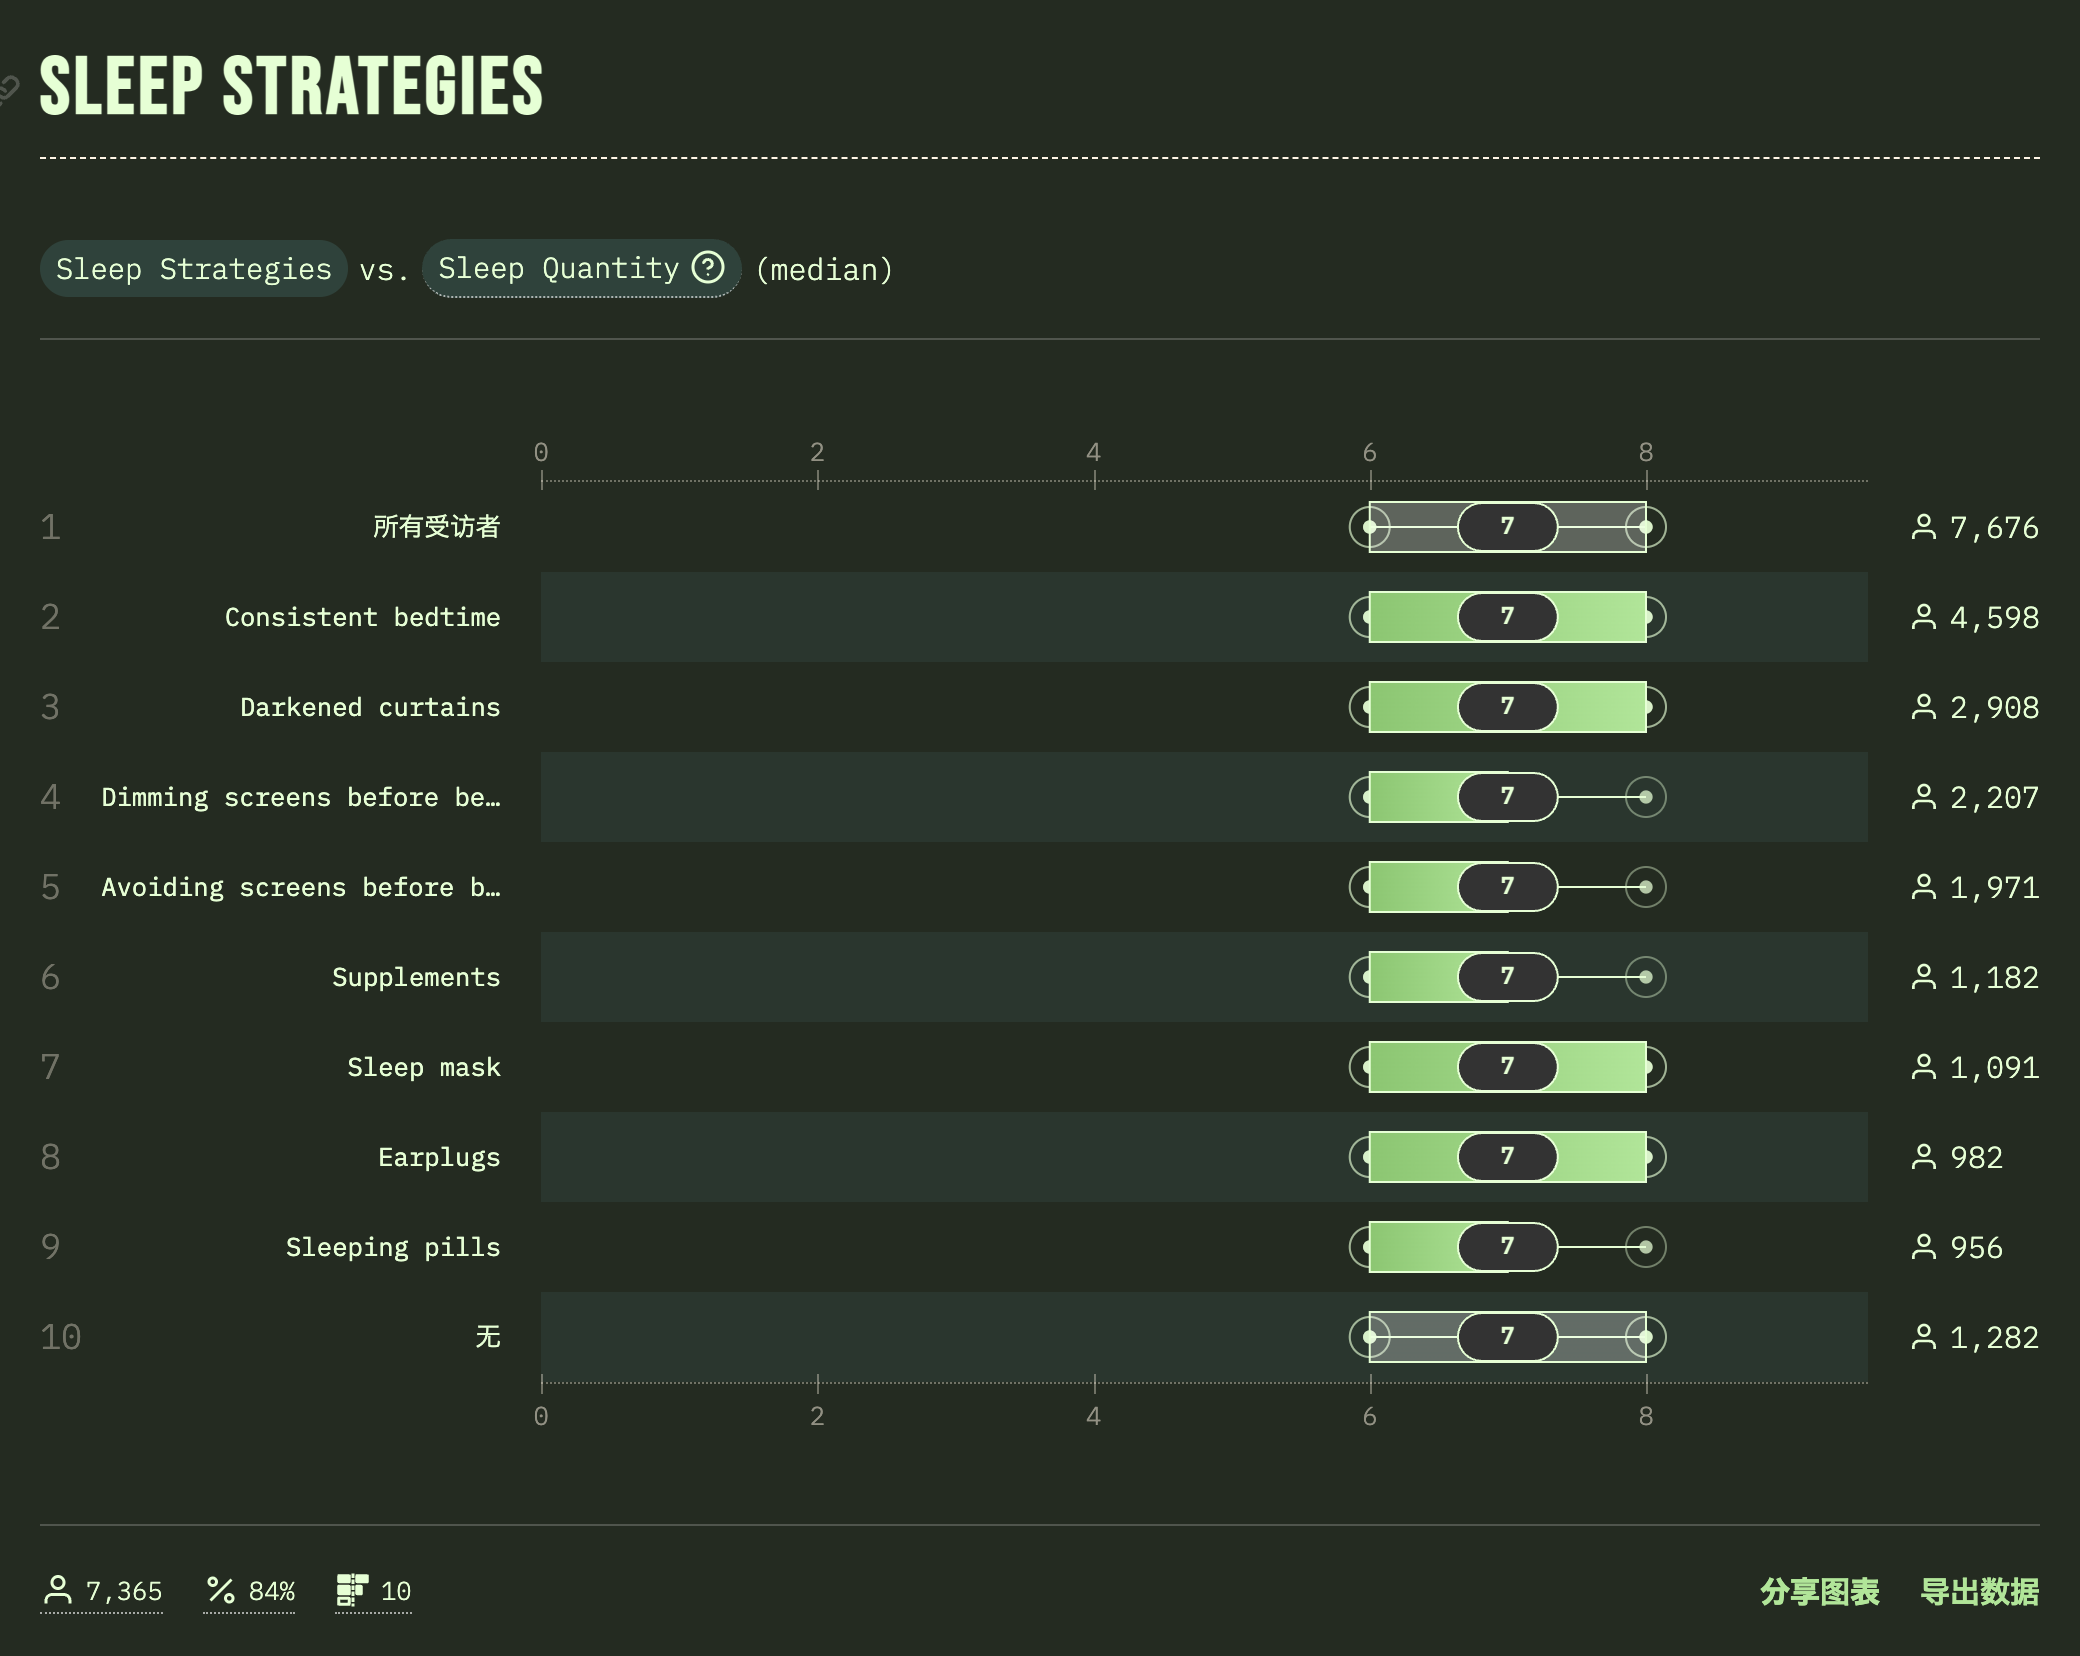 SLEEP STRATEGIES
Sleep Strategies vs. Sleep Quantity (median)
0 2 4 6 8
1 所有受访者 7 7,676
2 Consistent bedtime 7 4,598
3 Darkened curtains 7 2,908
4 Dimming screens before be… 7 2,207
5 Avoiding screens before b… 7 1,971
6 Supplements 7 1,182
7 Sleep mask 7 1,091
8 Earplugs 7 982
9 Sleeping pills 7 956
10 无 7 1,282
0 2 4 6 8
7,365 % 84% 10 分享图表 导出数据